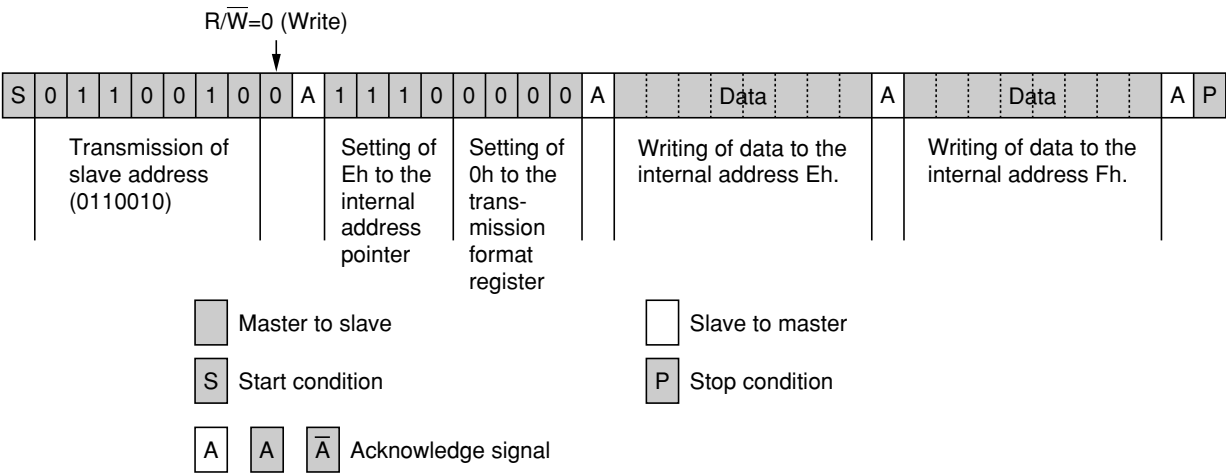 R/W̅=0 (Write)
S 0 1 1 0 0 1 0 0 A 1 1 1 0 0 0 0 0 A Data A Data A P
Transmission of
slave address
(0110010)
Setting of
Eh to the
internal
address
pointer
Setting of
0h to the
trans-
mission
format
register
Writing of data to the
internal address Eh.
Writing of data to the
internal address Fh.
Master to slave
Slave to master
S Start condition
P Stop condition
A A A̅ Acknowledge signal